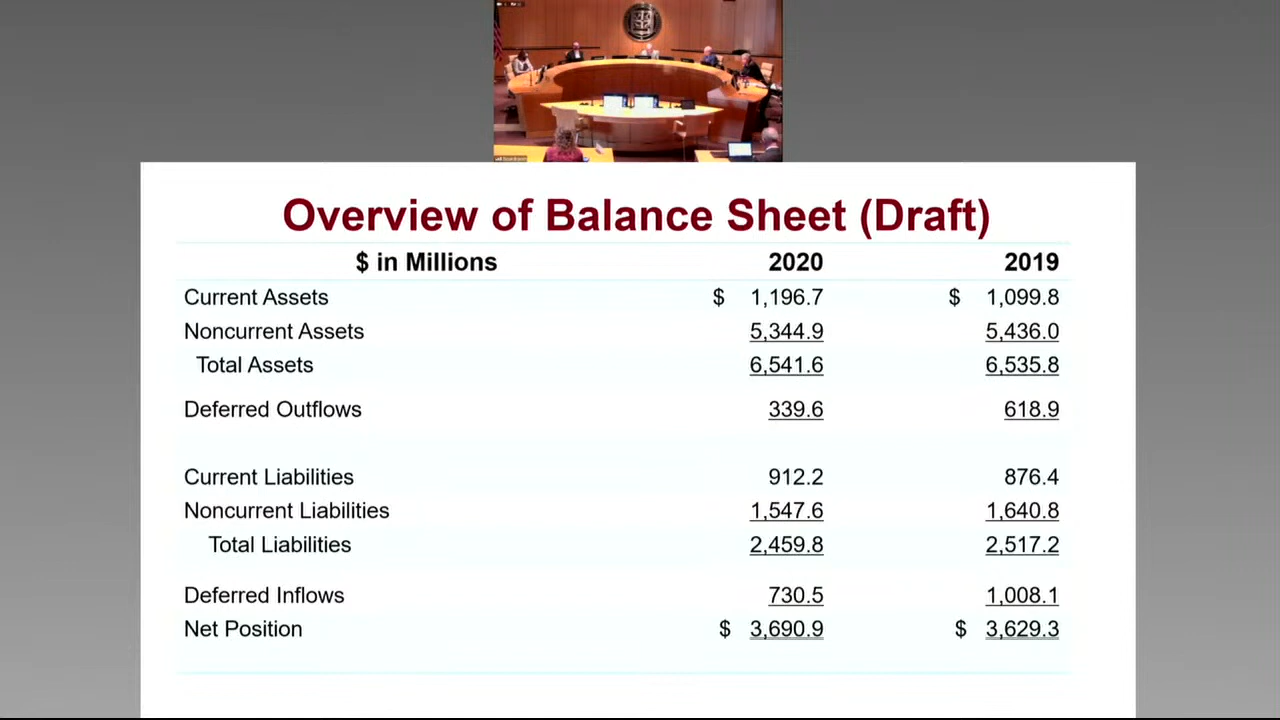 Overview of Balance Sheet (Draft)
$ in Millions 2020 2019
Current Assets $ 1,196.7 $ 1,099.8
Noncurrent Assets 5,344.9 5,436.0
Total Assets 6,541.6 6,535.8
Deferred Outflows 339.6 618.9
Current Liabilities 912.2 876.4
Noncurrent Liabilities 1,547.6 1,640.8
Total Liabilities 2,459.8 2,517.2
Deferred Inflows 730.5 1,008.1
Net Position $ 3,690.9 $ 3,629.3